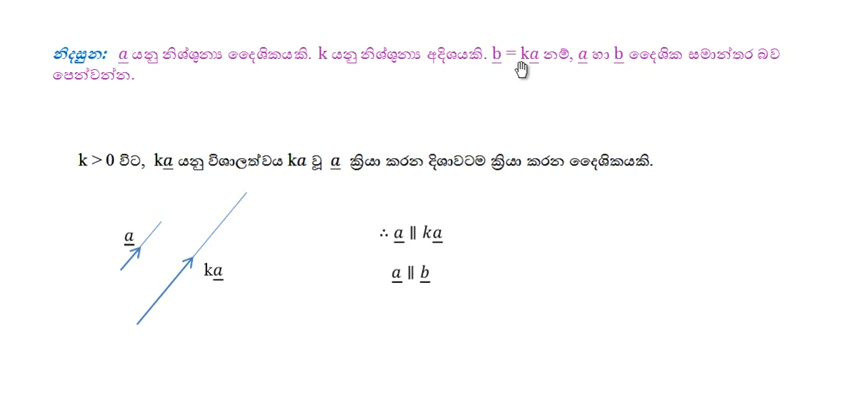 නිදසුන: a යනු නිශ්ශුන්‍ය දෛශිකයකි. k යනු නිශ්ශුන්‍ය අදිශයකි. b = ka නම්, a හා b දෛශික සමාන්තර බව
පෙන්වන්න.
k > 0 විට, ka යනු විශාලත්වය ka වූ a ක්‍රියා කරන දිශාවටම ක්‍රියා කරන දෛශිකයකි.
a
∴ a ∥ ka
ka
a ∥ b